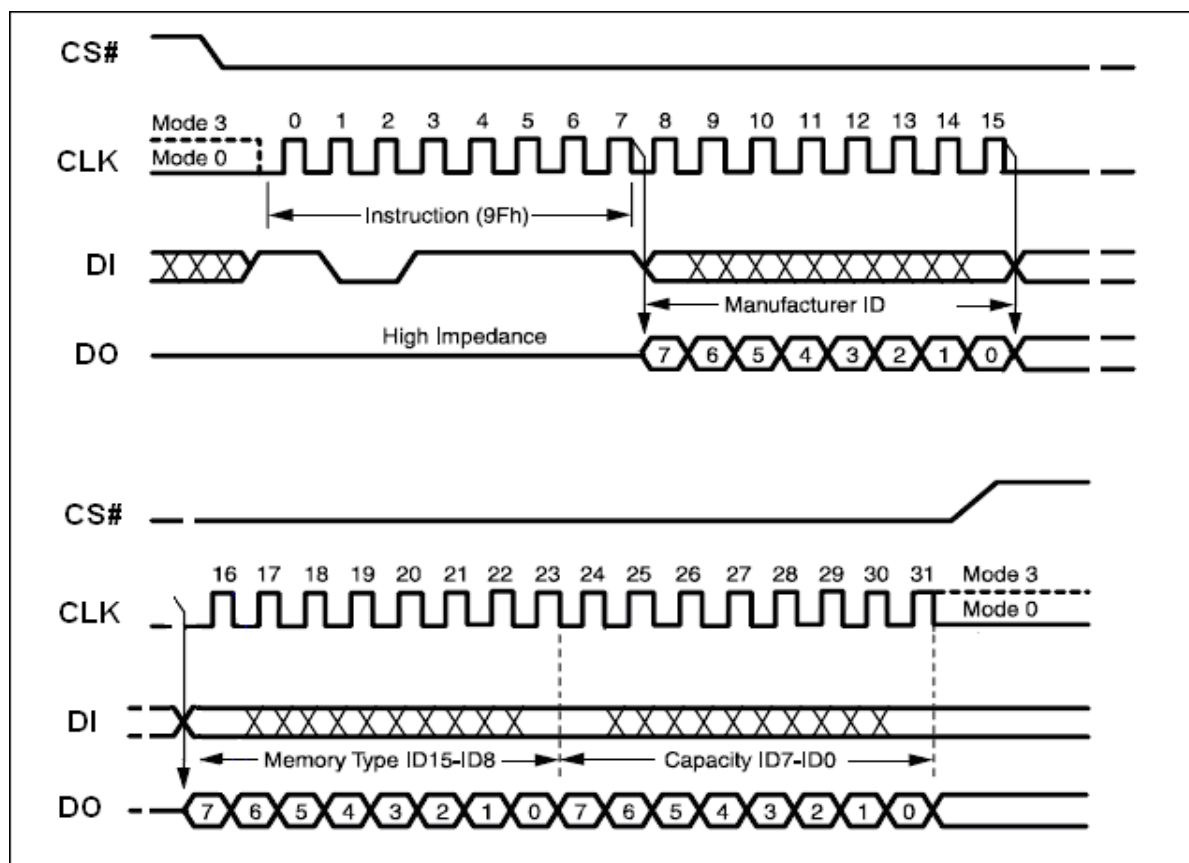 CS#
Mode 3
0 1 2 3 4 5 6 7 8 9 10 11 12 13 14 15
CLK
Mode 0
Instruction (9Fh)
DI
Manufacturer ID
High Impedance
DO
7 6 5 4 3 2 1 0
CS#
16 17 18 19 20 21 22 23 24 25 26 27 28 29 30 31
Mode 3
CLK
Mode 0
DI
Memory Type ID15-ID8
Capacity ID7-ID0
DO
7 6 5 4 3 2 1 0 7 6 5 4 3 2 1 0